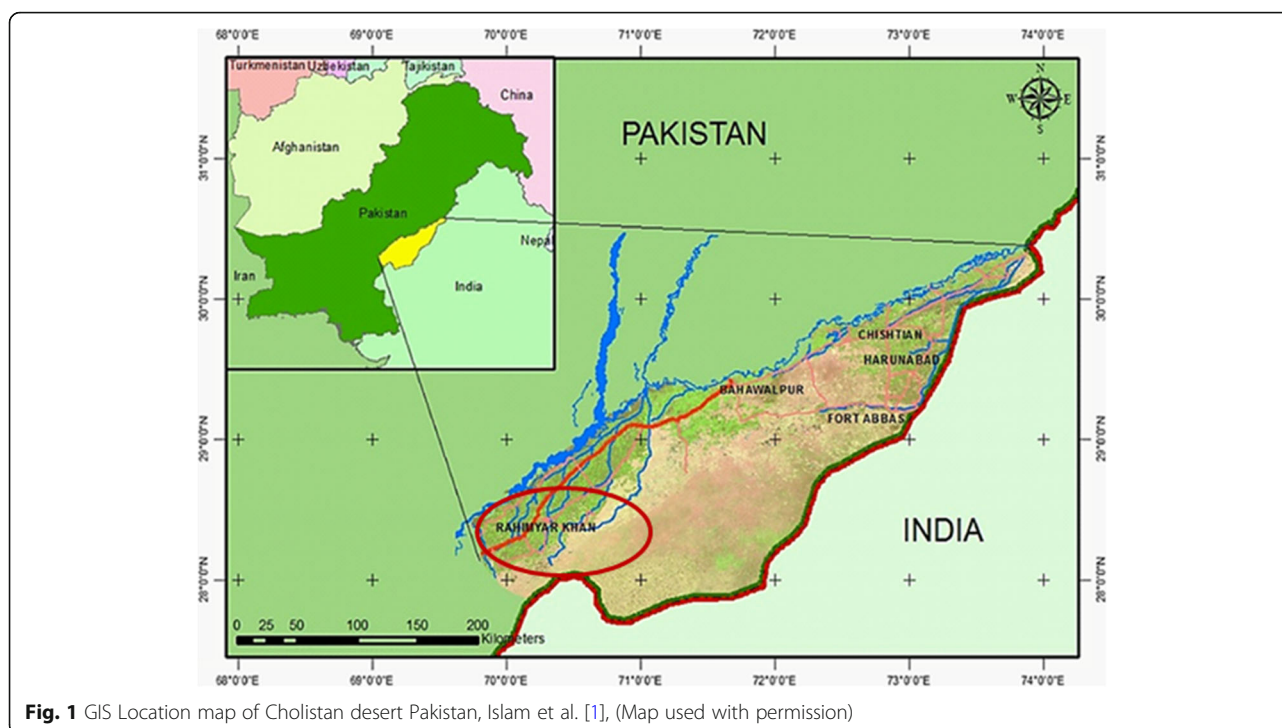 68°0'0"E 69°0'0"E 70°0'0"E 71°0'0"E 72°0'0"E 73°0'0"E 74°0'0"E
Turkmenistan Uzbekistan Tajikistan
China
Afghanistan
Pakistan
Nepal
Iran
India
N
W E
S
PAKISTAN
31°0'0"N 31°0'0"N
30°0'0"N 30°0'0"N
CHISHTIAN
HARUNABAD
BAHAWALPUR
FORT ABBAS
29°0'0"N 29°0'0"N
RAHIMYAR KHAN
INDIA
28°0'0"N 28°0'0"N
0 25 50 100 150 200
Kilometers
68°0'0"E 69°0'0"E 70°0'0"E 71°0'0"E 72°0'0"E 73°0'0"E 74°0'0"E
Fig. 1 GIS Location map of Cholistan desert Pakistan, Islam et al. [1], (Map used with permission)